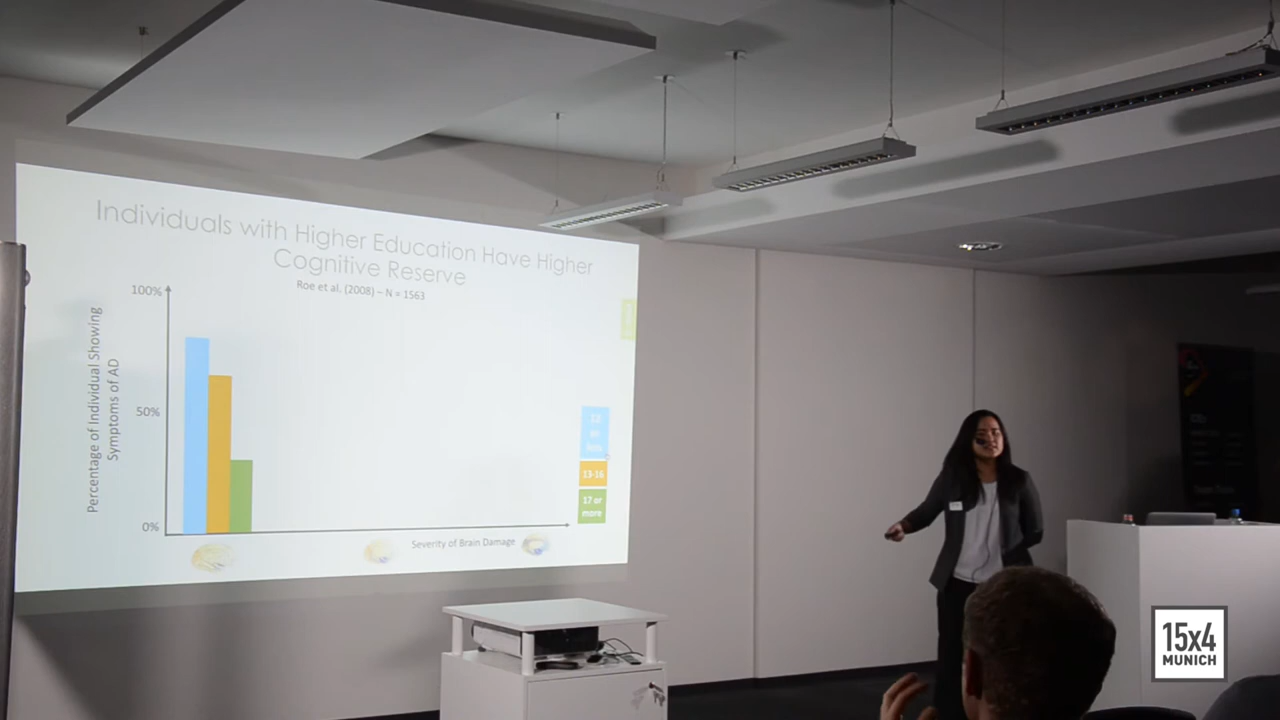 Individuals with Higher Education Have Higher
Cognitive Reserve
Roe et al. (2008) – N = 1563
100%
50%
0%
Percentage of Individual Showing
Symptoms of AD
Severity of Brain Damage
12
or
less
13-16
17 or
more
15x4
MUNICH